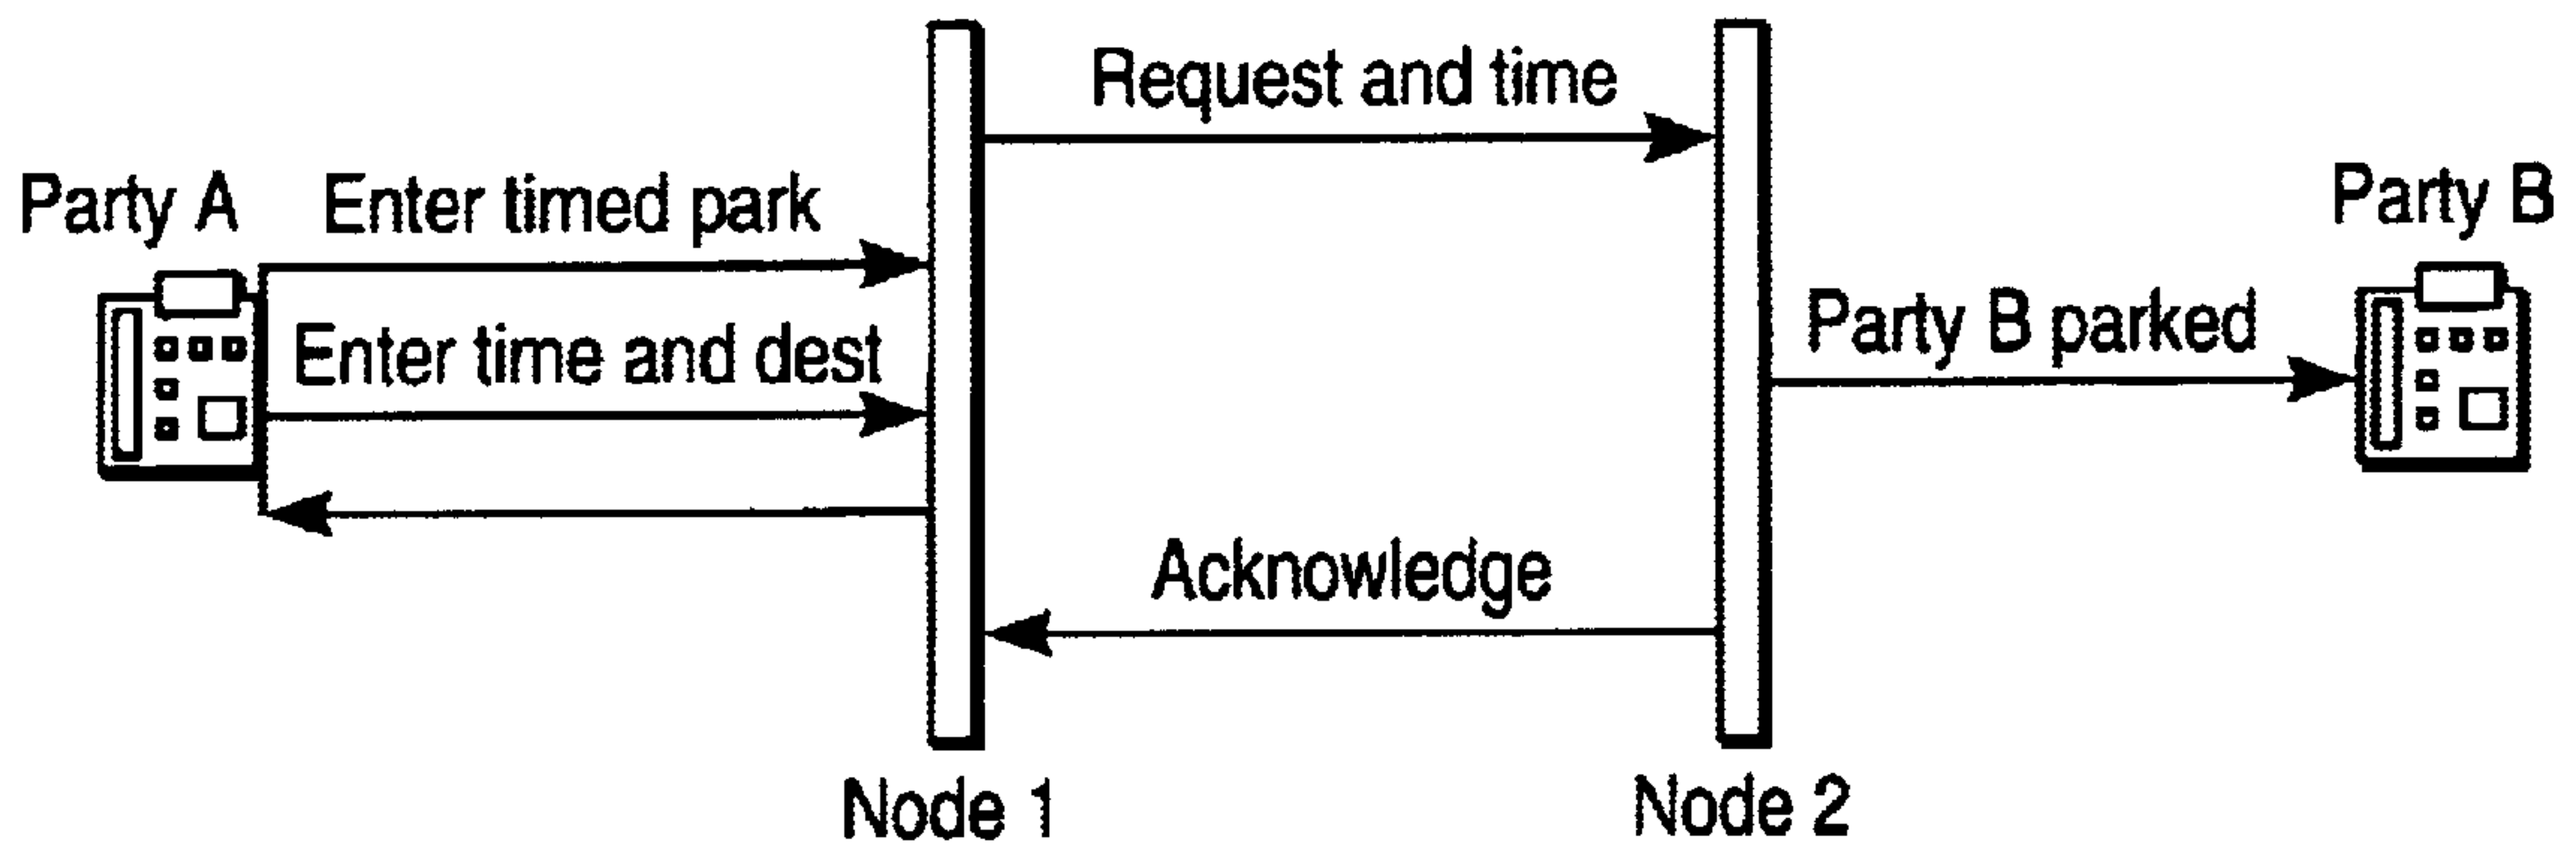 Request and time
Party A
Enter timed park
Party B
Enter time and dest
Party B parked
Acknowledge
Node 1
Node 2